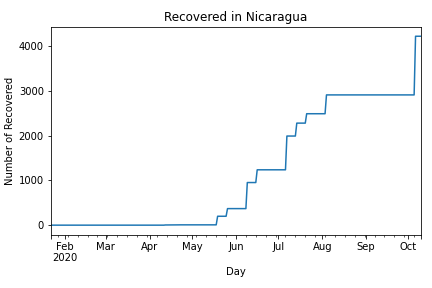 Recovered in Nicaragua
Number of Recovered
4000
3000
2000
1000
0
Feb Mar Apr May Jun Jul Aug Sep Oct
2020
Day